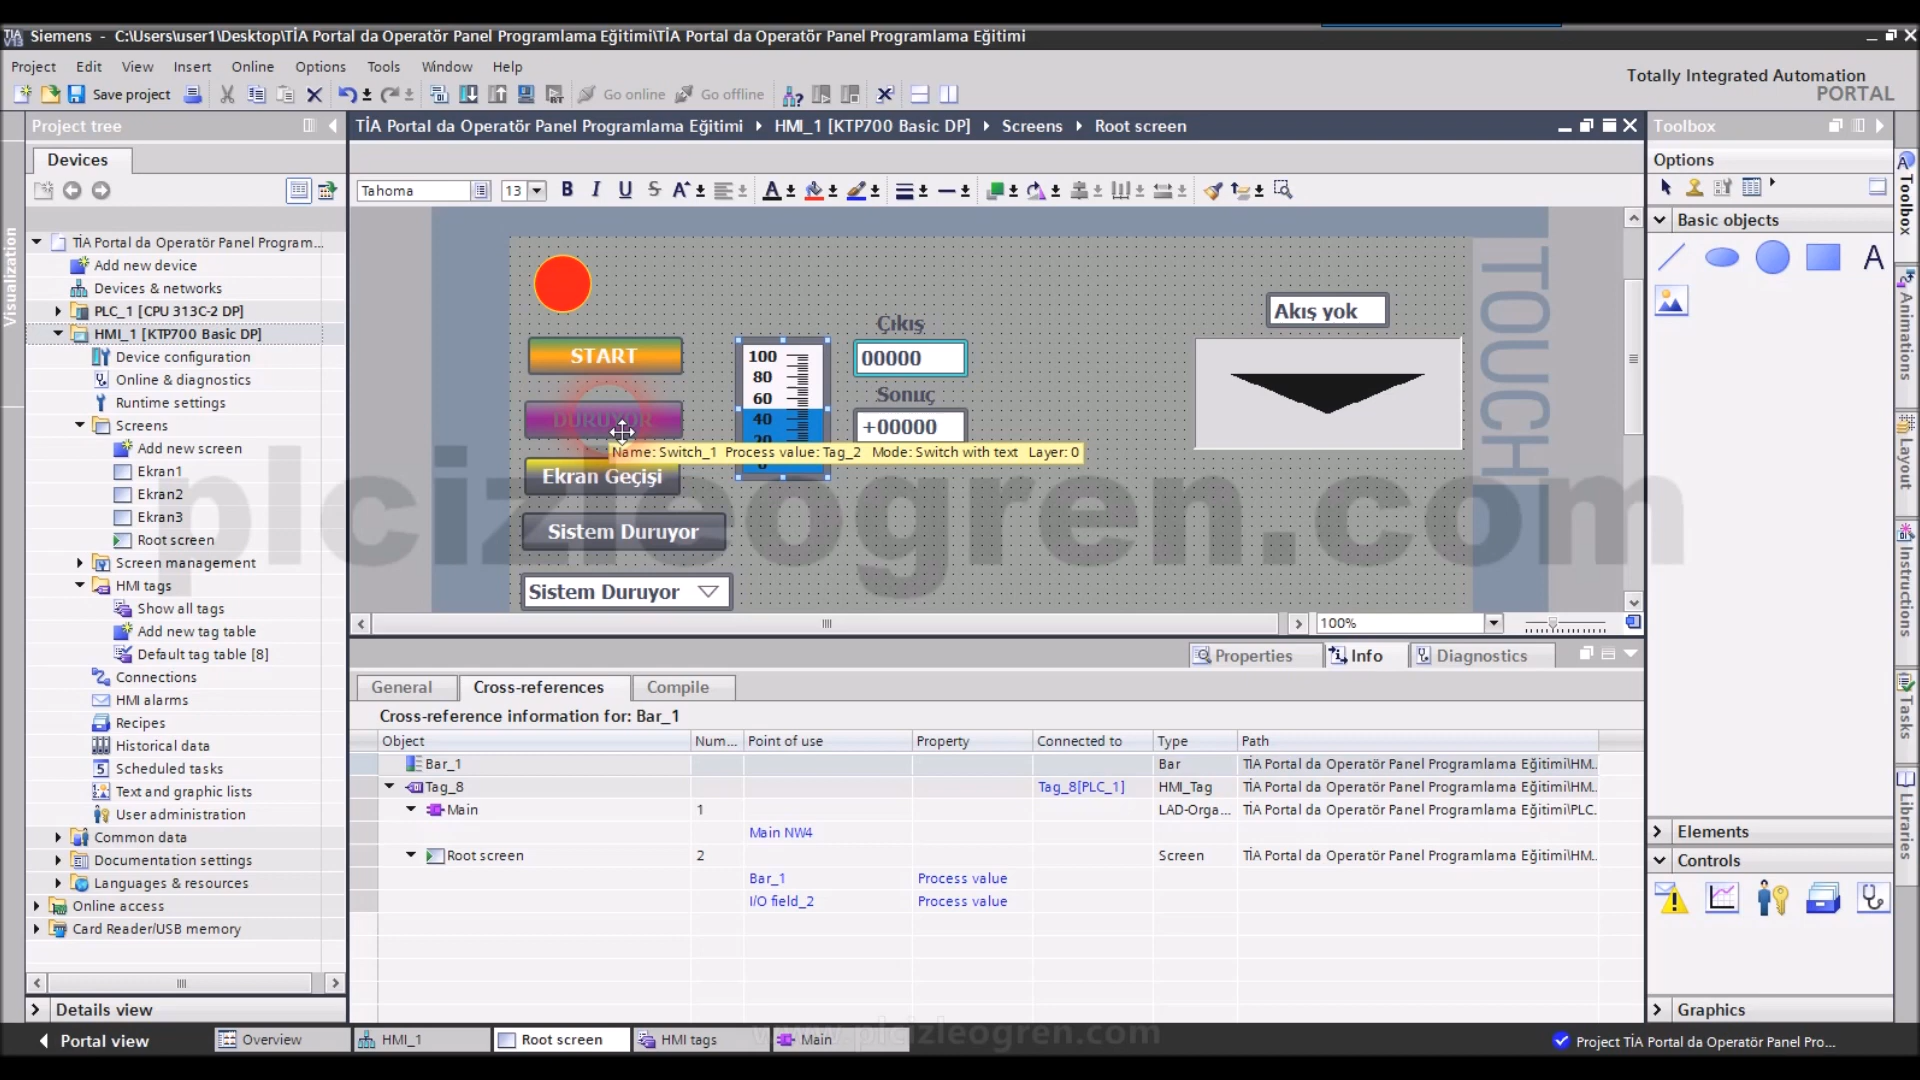 Siemens - C:\Users\user1\Desktop\TİA Portal da Operatör Panel Programlama Eğitimi\TİA Portal da Operatör Panel Programlama Eğitimi
Project Edit View Insert Online Options Tools Window Help
Totally Integrated Automation
PORTAL
Save project Go online Go offline
Project tree
TİA Portal da Operatör Panel Programlama Eğitimi HMI_1 [KTP700 Basic DP] Screens Root screen
Toolbox
Devices
Options
Tahoma 13 B I U S
Basic objects
Visualization
TİA Portal da Operatör Panel Program...
Add new device
Devices & networks
PLC_1 [CPU 313C-2 DP]
HMI_1 [KTP700 Basic DP]
Device configuration
Online & diagnostics
Runtime settings
Screens
Add new screen
Ekran1
Ekran2
Ekran3
Root screen
Screen management
HMI tags
Show all tags
Add new tag table
Default tag table [8]
Connections
HMI alarms
Recipes
Historical data
Scheduled tasks
Text and graphic lists
User administration
Common data
Documentation settings
Languages & resources
Online access
Card Reader/USB memory
Details view
START
DURUYOR
Ekran Geçişi
Sistem Duruyor
Sistem Duruyor
100
80
60
40
20
0
Çıkış
00000
Sonuç
+00000
Akış yok
TOUCH
Name: Switch_1 Process value: Tag_2 Mode: Switch with text Layer: 0
plcizleogren.com
100%
Properties Info Diagnostics
General Cross-references Compile
Cross-reference information for: Bar_1
Object Num... Point of use Property Connected to Type Path
Bar_1 Bar TİA Portal da Operatör Panel Programlama Eğitimi\HM...
Tag_8 Tag_8[PLC_1] HMI_Tag TİA Portal da Operatör Panel Programlama Eğitimi\HM...
Main 1 LAD-Orga... TİA Portal da Operatör Panel Programlama Eğitimi\PLC...
Main NW4
Root screen 2 Screen TİA Portal da Operatör Panel Programlama Eğitimi\HM...
Bar_1 Process value
I/O field_2 Process value
Elements
Controls
Graphics
Toolbox
Animations
Layout
Instructions
Tasks
Libraries
Portal view Overview HMI_1 Root screen HMI tags Main
www.plcizleogren.com
Project TİA Portal da Operatör Panel Pro...